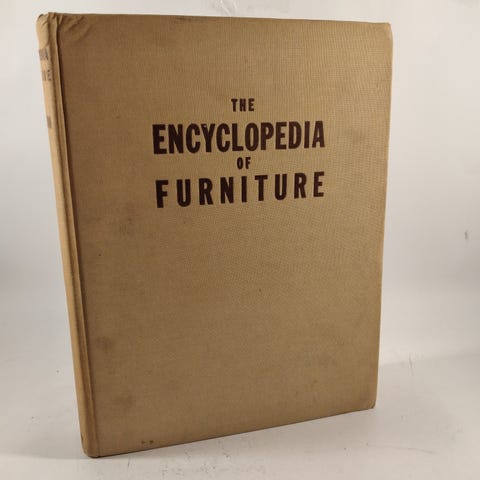 THE
ENCYCLOPEDIA
OF
FURNITURE